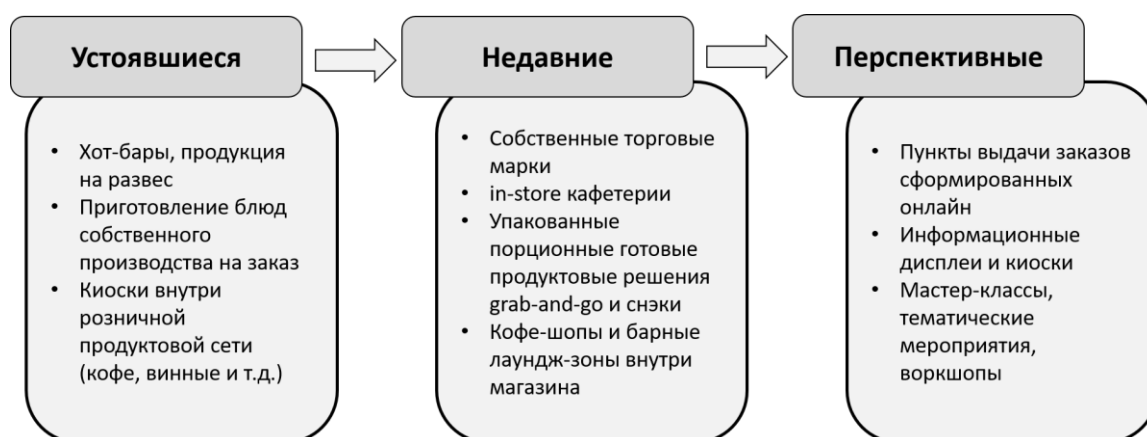 Устоявшиеся
• Хот-бары, продукция
на развес
• Приготовление блюд
собственного
производства на заказ
• Киоски внутри
розничной
продуктовой сети
(кофе, винные и т.д.)
Недавние
• Собственные торговые
марки
• in-store кафетерии
• Упакованные
порционные готовые
продуктовые решения
grab-and-go и снэки
• Кофе-шопы и барные
лаундж-зоны внутри
магазина
Перспективные
• Пункты выдачи заказов
сформированных
онлайн
• Информационные
дисплеи и киоски
• Мастер-классы,
тематические
мероприятия,
воркшопы